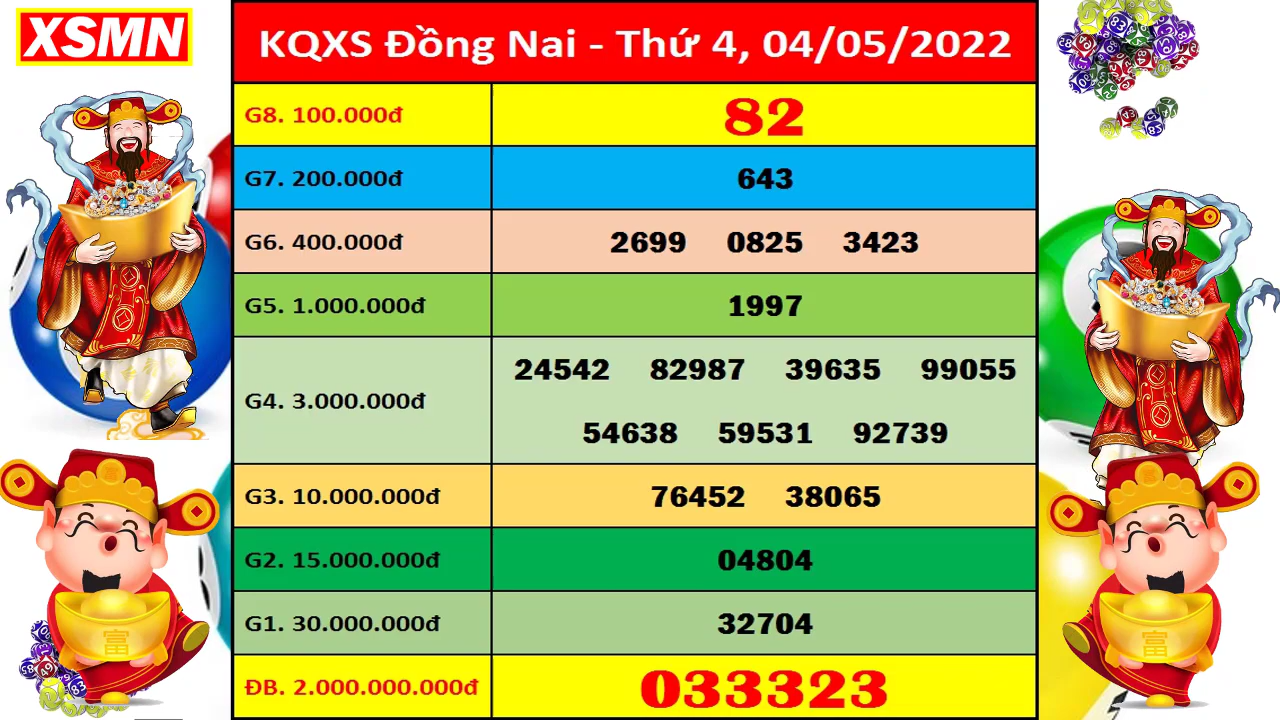 XSMN
KQXS Đồng Nai - Thứ 4, 04/05/2022
G8. 100.000đ 82
G7. 200.000đ 643
G6. 400.000đ 2699 0825 3423
G5. 1.000.000đ 1997
G4. 3.000.000đ 24542 82987 39635 99055
54638 59531 92739
G3. 10.000.000đ 76452 38065
G2. 15.000.000đ 04804
G1. 30.000.000đ 32704
ĐB. 2.000.000.000đ 033323
富 富